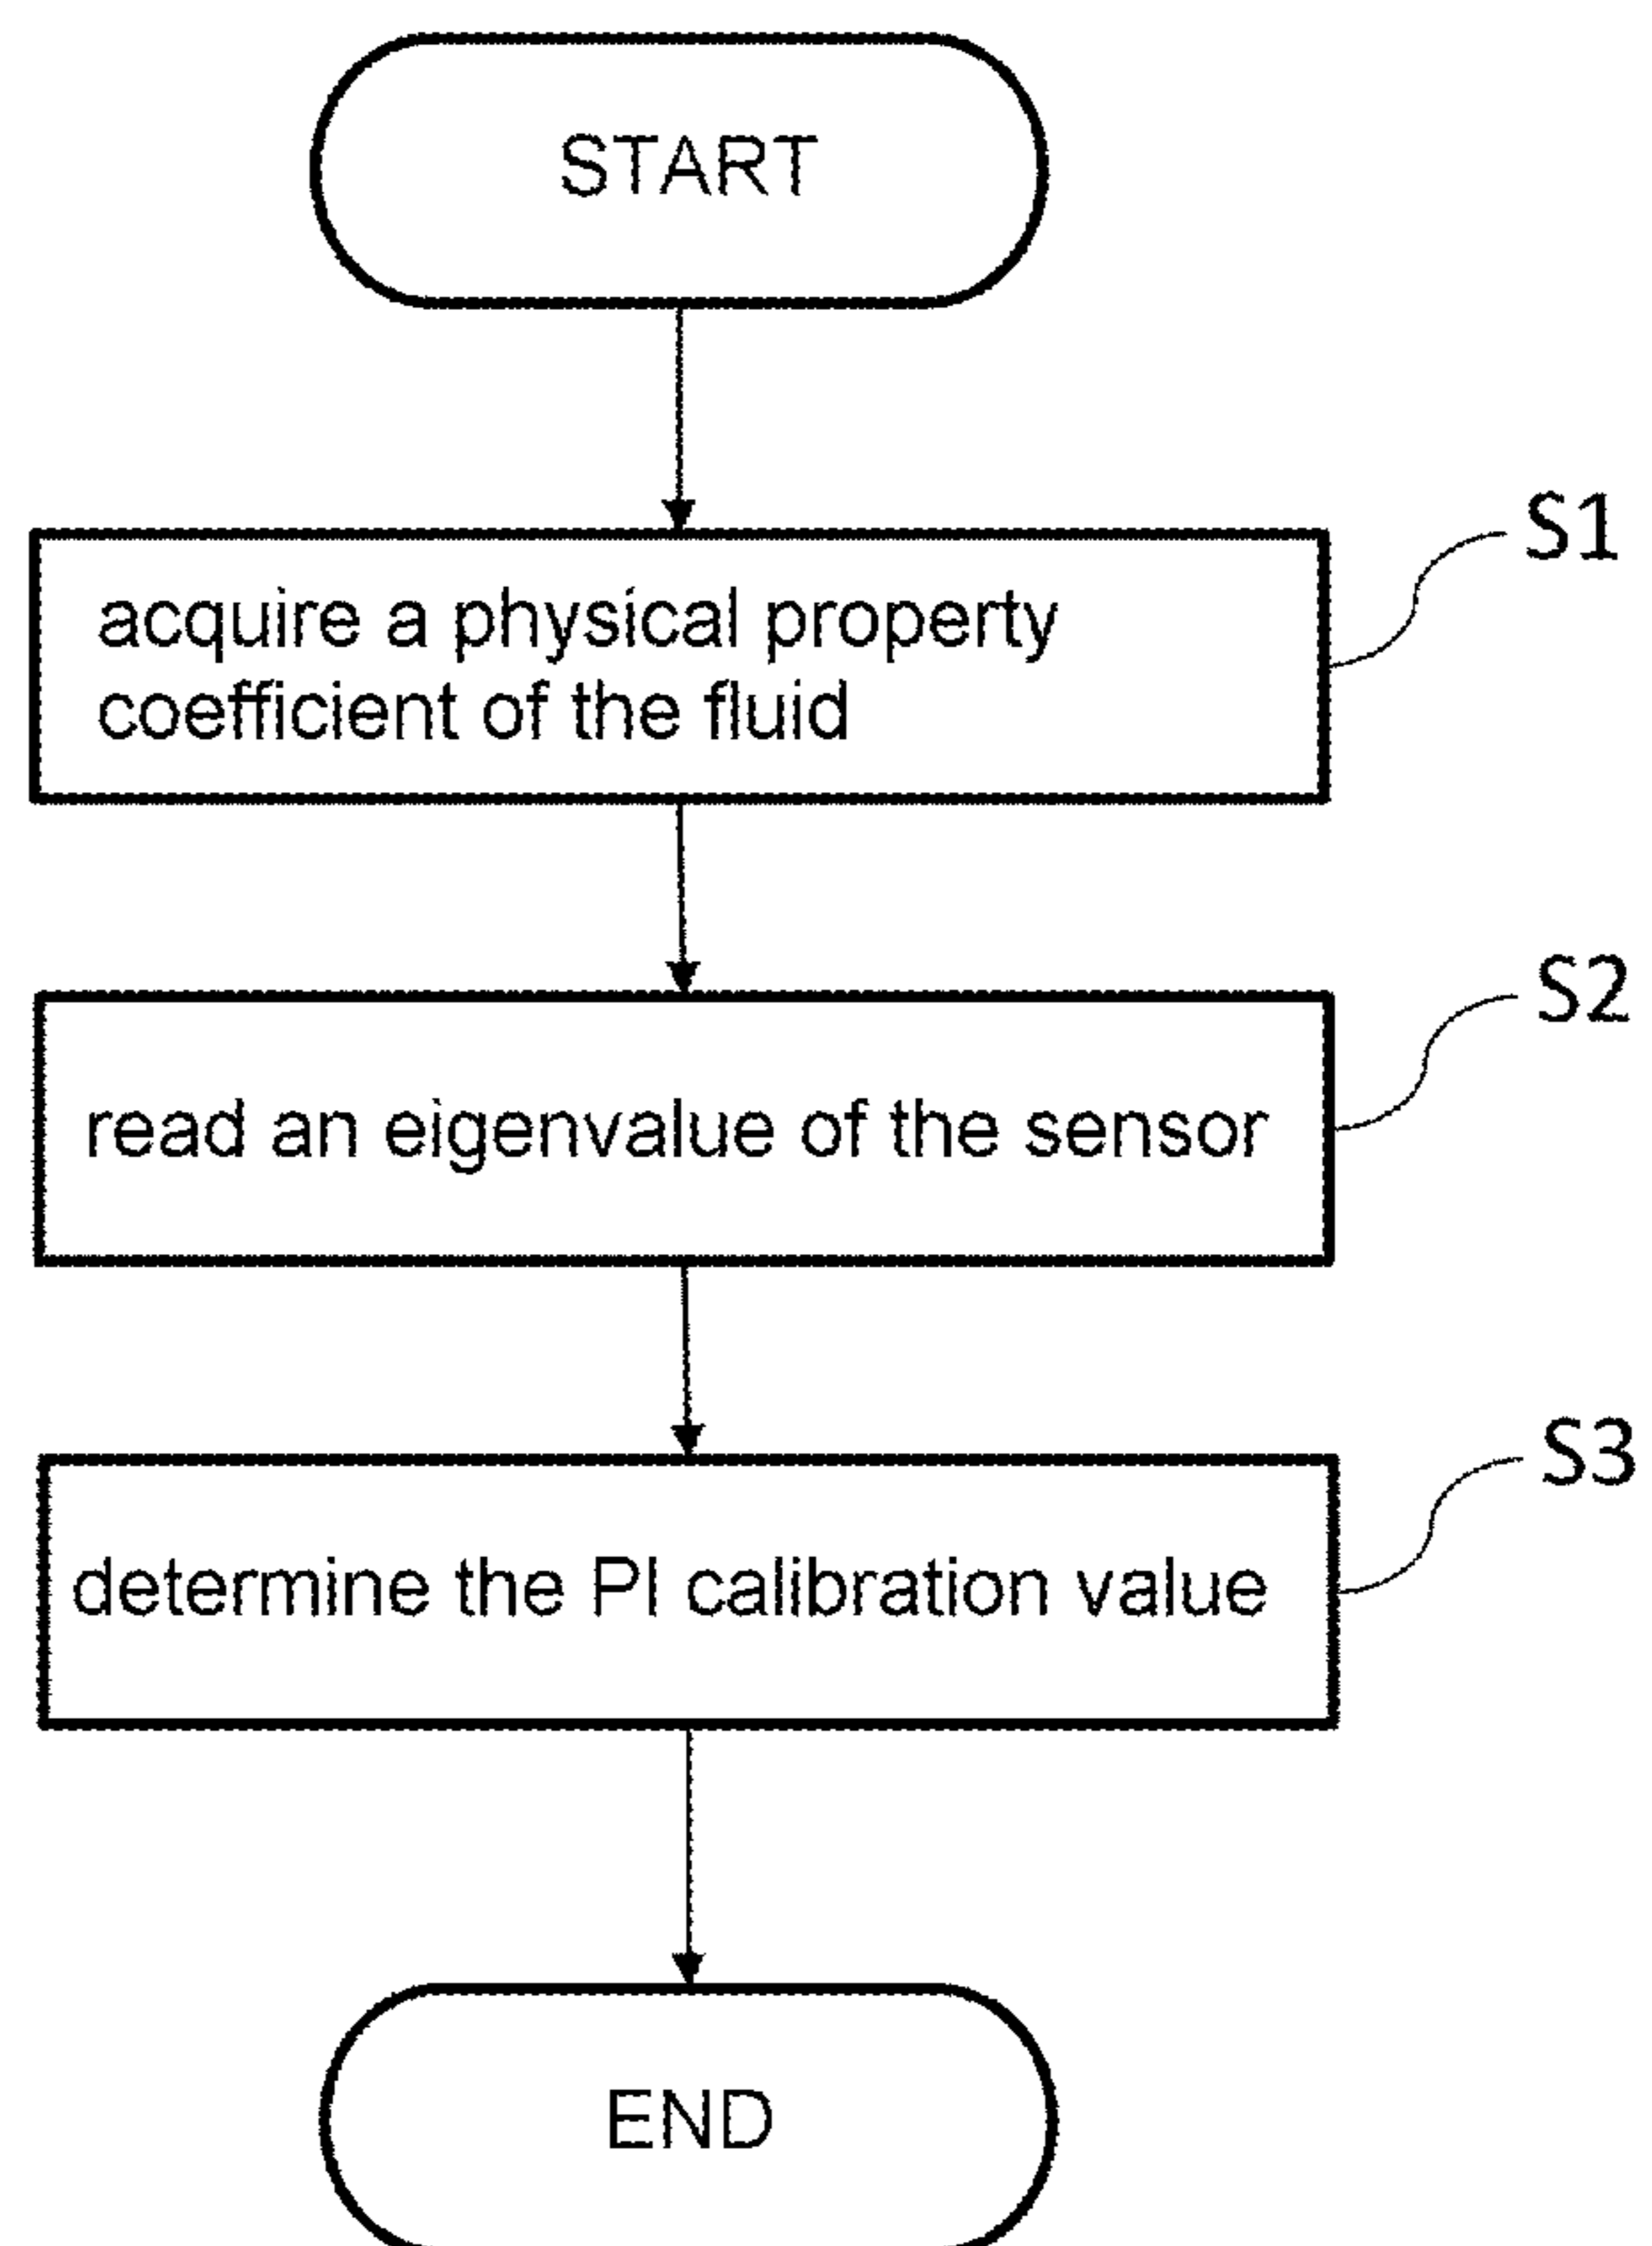 START
S1
acquire a physical property
coefficient of the fluid
S2
read an eigenvalue of the sensor
S3
determine the PI calibration value
END